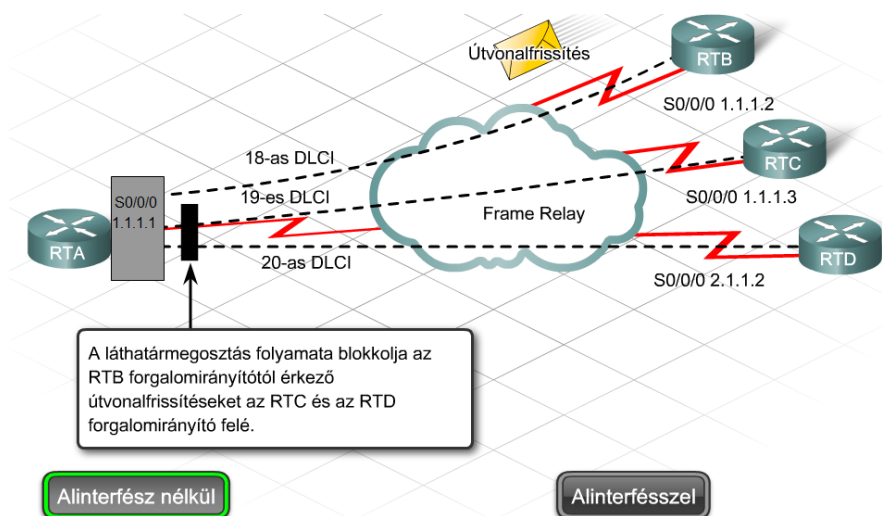 Útvonalfrissítés
RTB
S0/0/0 1.1.1.2
18-as DLCI
RTC
S0/0/0
1.1.1.1
19-es DLCI
S0/0/0 1.1.1.3
Frame Relay
RTA
20-as DLCI
RTD
S0/0/0 2.1.1.2
A láthatármegosztás folyamata blokkolja az
RTB forgalomirányítótól érkező
útvonalfrissítéseket az RTC és az RTD
forgalomirányító felé.
Alinterfész nélkül
Alinterfésszel